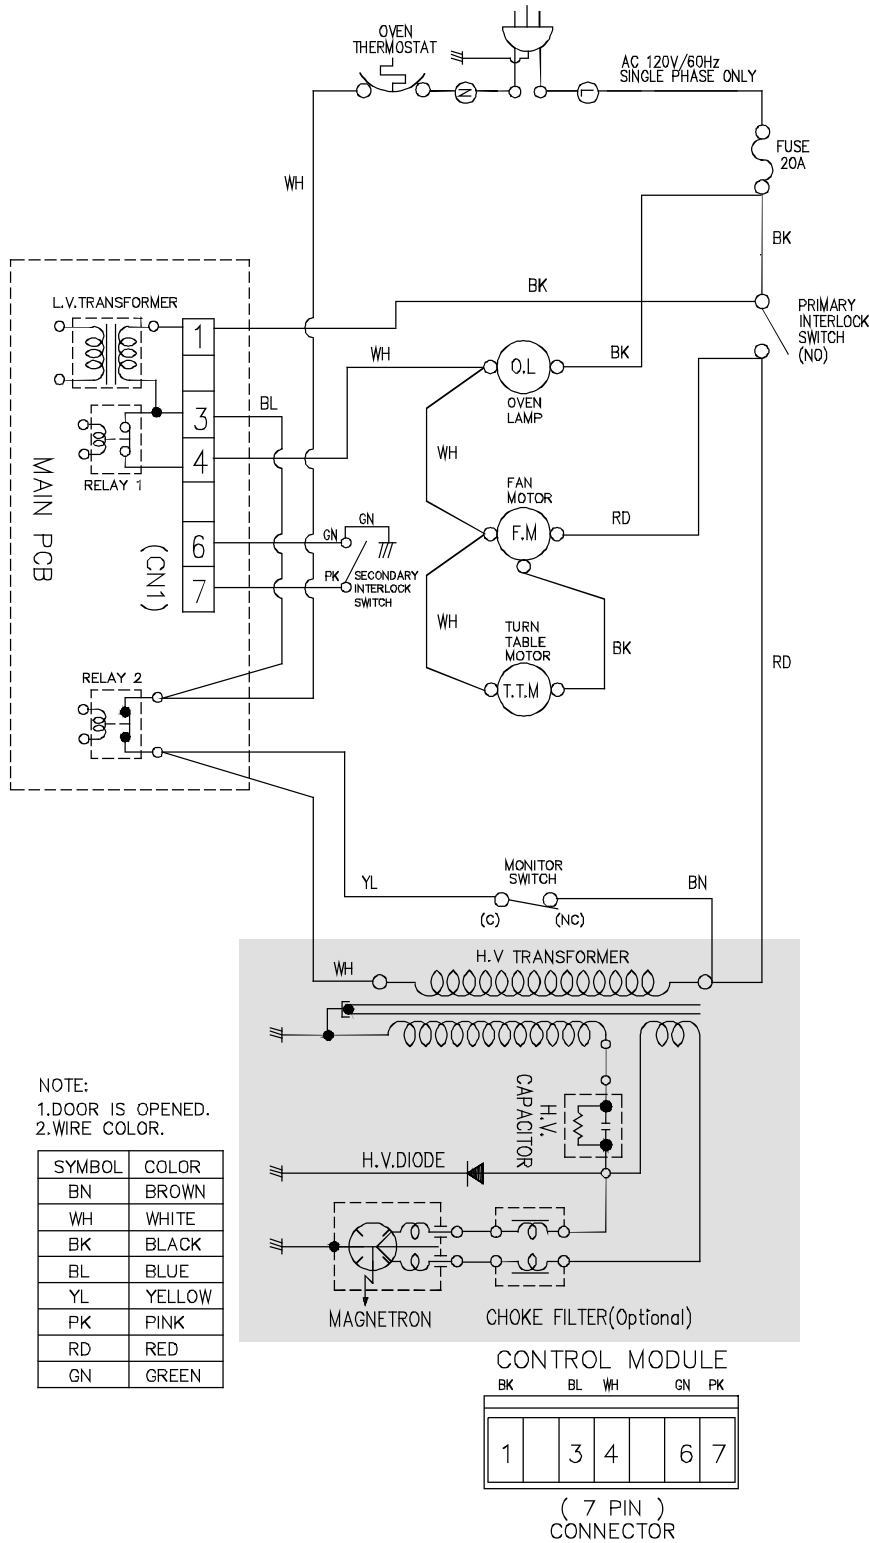 OVEN
THERMOSTAT
AC 120V/60Hz
SINGLE PHASE ONLY
N
L
FUSE
20A
WH
BK
BK
L.V.TRANSFORMER
PRIMARY
INTERLOCK
SWITCH
(NO)
1
WH
O.L
BK
OVEN
LAMP
BL
3
4
RELAY 1
WH
MAIN PCB
(CN1)
FAN
MOTOR
F.M
RD
GN
GN
6
PK
7
SECONDARY
INTERLOCK
SWITCH
WH
TURN
TABLE
MOTOR
T.T.M
BK
RD
RELAY 2
MONITOR
SWITCH
YL
BN
(C)
(NC)
H.V TRANSFORMER
WH
H.V.
CAPACITOR
H.V.DIODE
MAGNETRON
CHOKE FILTER(Optional)
NOTE:
1.DOOR IS OPENED.
2.WIRE COLOR.
SYMBOL COLOR
BN BROWN
WH WHITE
BK BLACK
BL BLUE
YL YELLOW
PK PINK
RD RED
GN GREEN
CONTROL MODULE
BK BL WH GN PK
1 3 4 6 7
( 7 PIN )
CONNECTOR